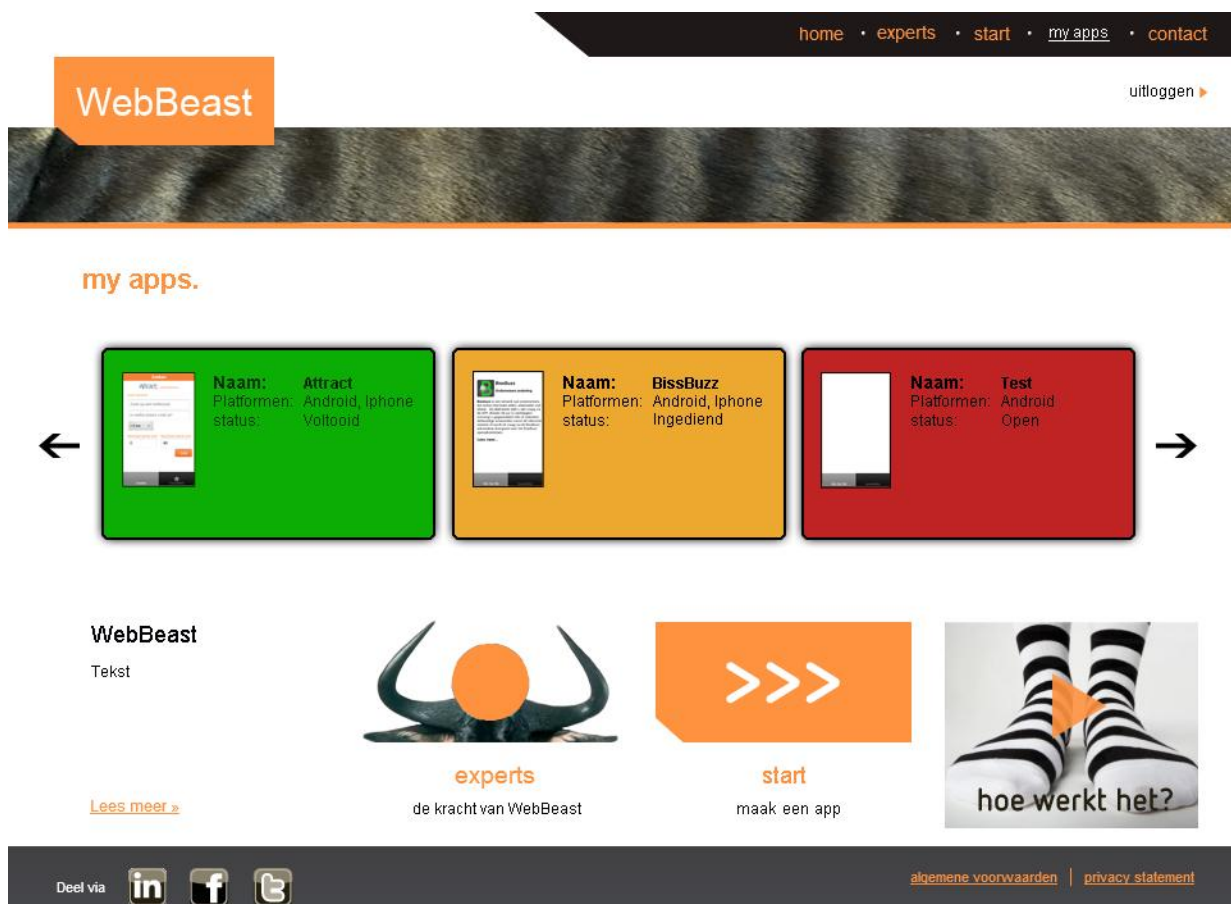 home • experts • start • my apps • contact
WebBeast
uitloggen
my apps.
Naam: Attract
Platformen: Android, Iphone
status: Voltooid
BissBuzz
Naam: BissBuzz
Platformen: Android, Iphone
status: Ingediend
Naam: Test
Platformen: Android
status: Open
WebBeast
Tekst
Lees meer »
>>>
experts
de kracht van WebBeast
start
maak een app
hoe werkt het?
Deel via in f t
algemene voorwaarden | privacy statement